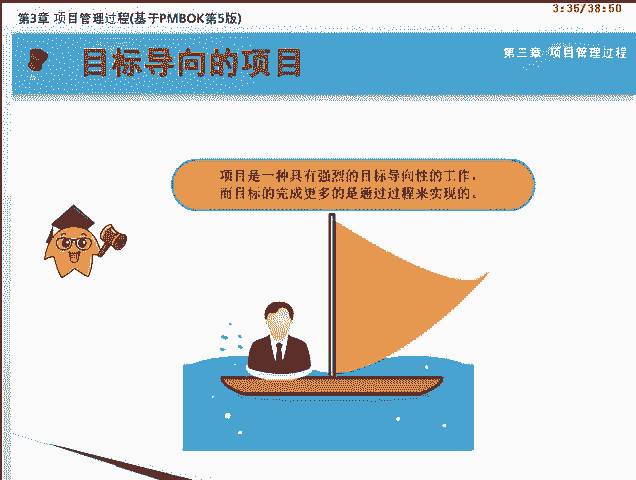 第3章 项目管理过程(基于PMBOK第5版)
3:35/38:50
目标导向的项目
第三章 项目管理过程
项目是一种具有强烈的目标导向性的工作，
而目标的完成更多的是通过过程来实现的。